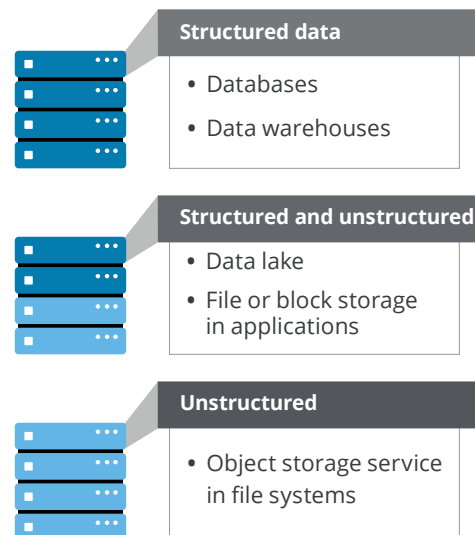 Structured data
• Databases
• Data warehouses
Structured and unstructured
• Data lake
• File or block storage
in applications
Unstructured
• Object storage service
in file systems